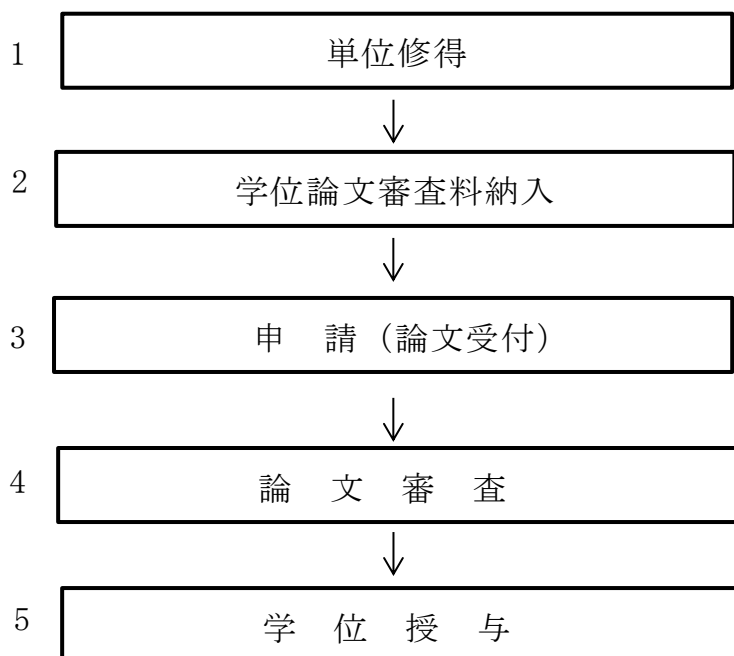 1 単位修得
2 学位論文審査料納入
3 申　請（論文受付）
4 論　文　審　査
5 学　位　授　与